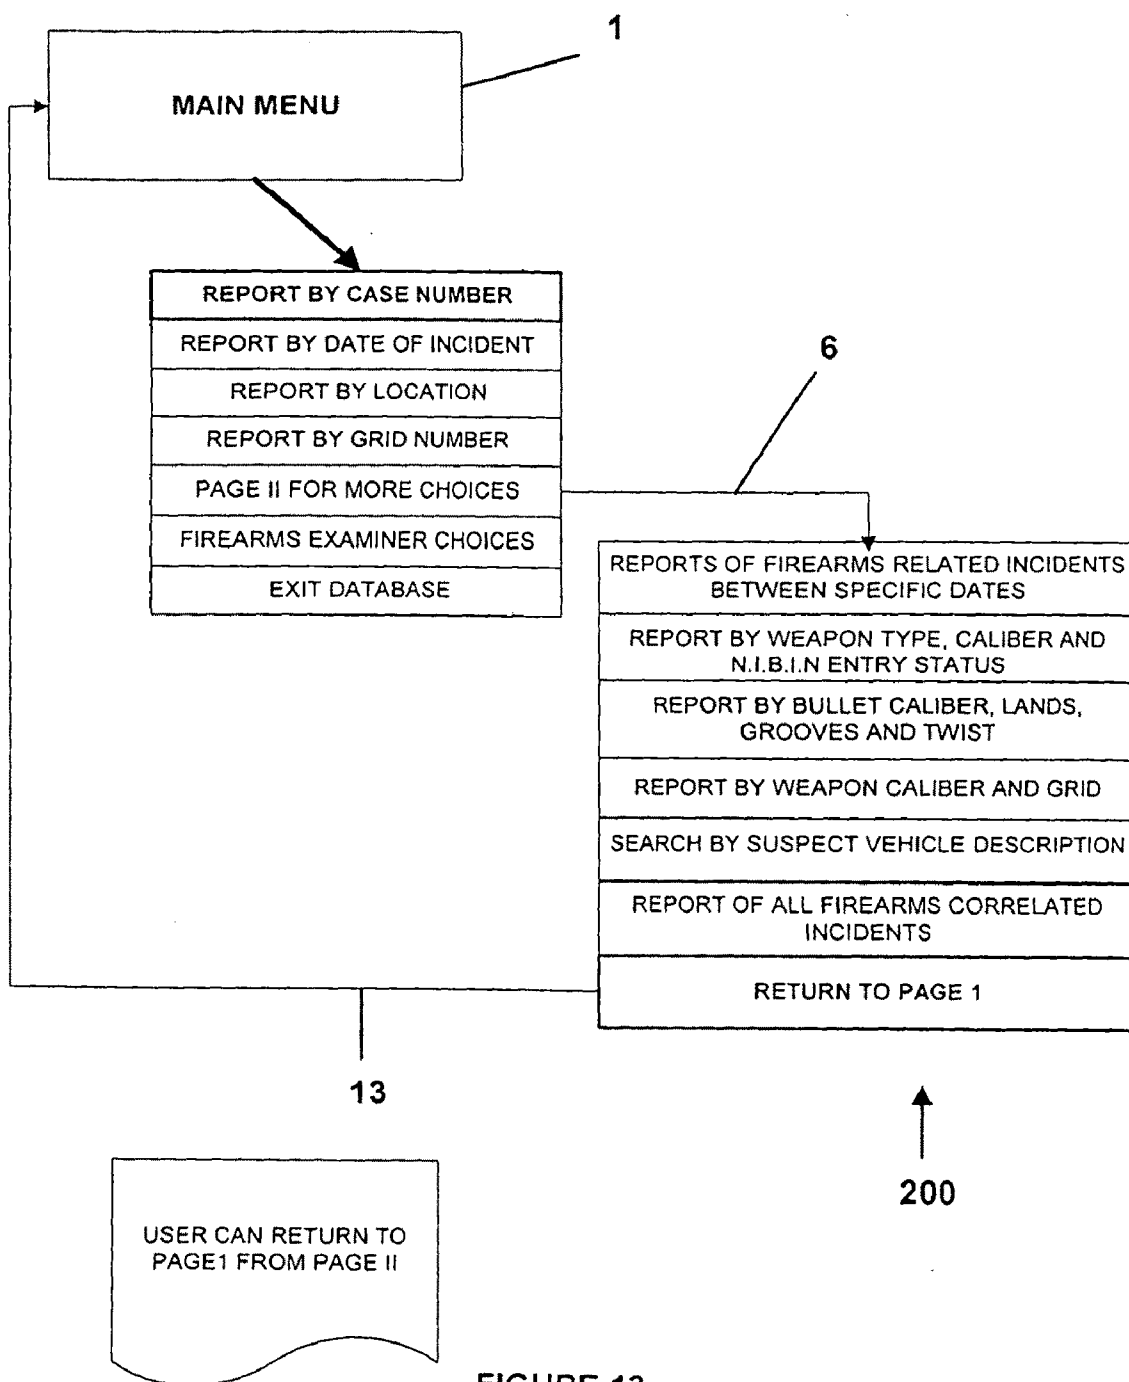 1
MAIN MENU
REPORT BY CASE NUMBER
REPORT BY DATE OF INCIDENT
REPORT BY LOCATION
REPORT BY GRID NUMBER
PAGE II FOR MORE CHOICES
FIREARMS EXAMINER CHOICES
EXIT DATABASE
6
REPORTS OF FIREARMS RELATED INCIDENTS
BETWEEN SPECIFIC DATES
REPORT BY WEAPON TYPE, CALIBER AND
N.I.B.I.N ENTRY STATUS
REPORT BY BULLET CALIBER, LANDS,
GROOVES AND TWIST
REPORT BY WEAPON CALIBER AND GRID
SEARCH BY SUSPECT VEHICLE DESCRIPTION
REPORT OF ALL FIREARMS CORRELATED
INCIDENTS
RETURN TO PAGE 1
13
200
USER CAN RETURN TO
PAGE1 FROM PAGE II
FIGURE 13